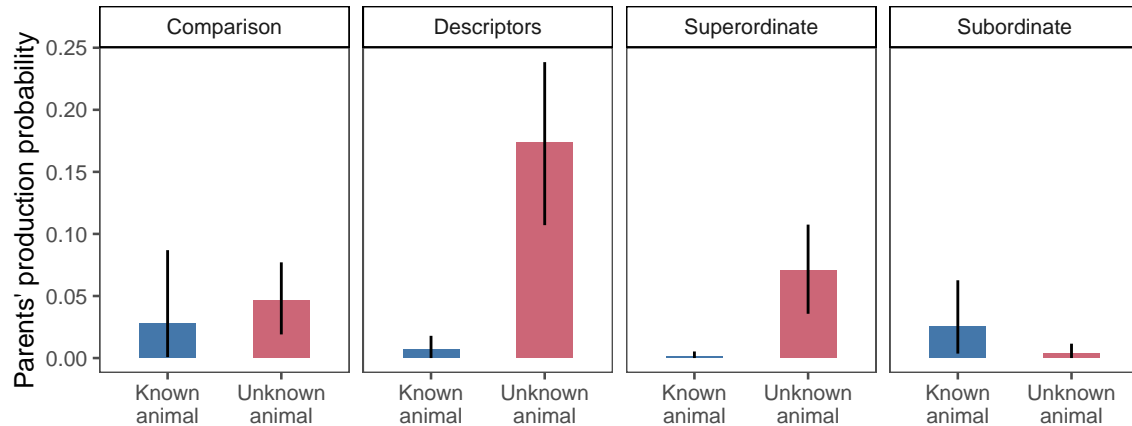 Comparison Descriptors Superordinate Subordinate
Parents' production probability
0.25
0.20
0.15
0.10
0.05
0.00
Known Unknown Known Unknown Known Unknown Known Unknown
animal animal animal animal animal animal animal animal